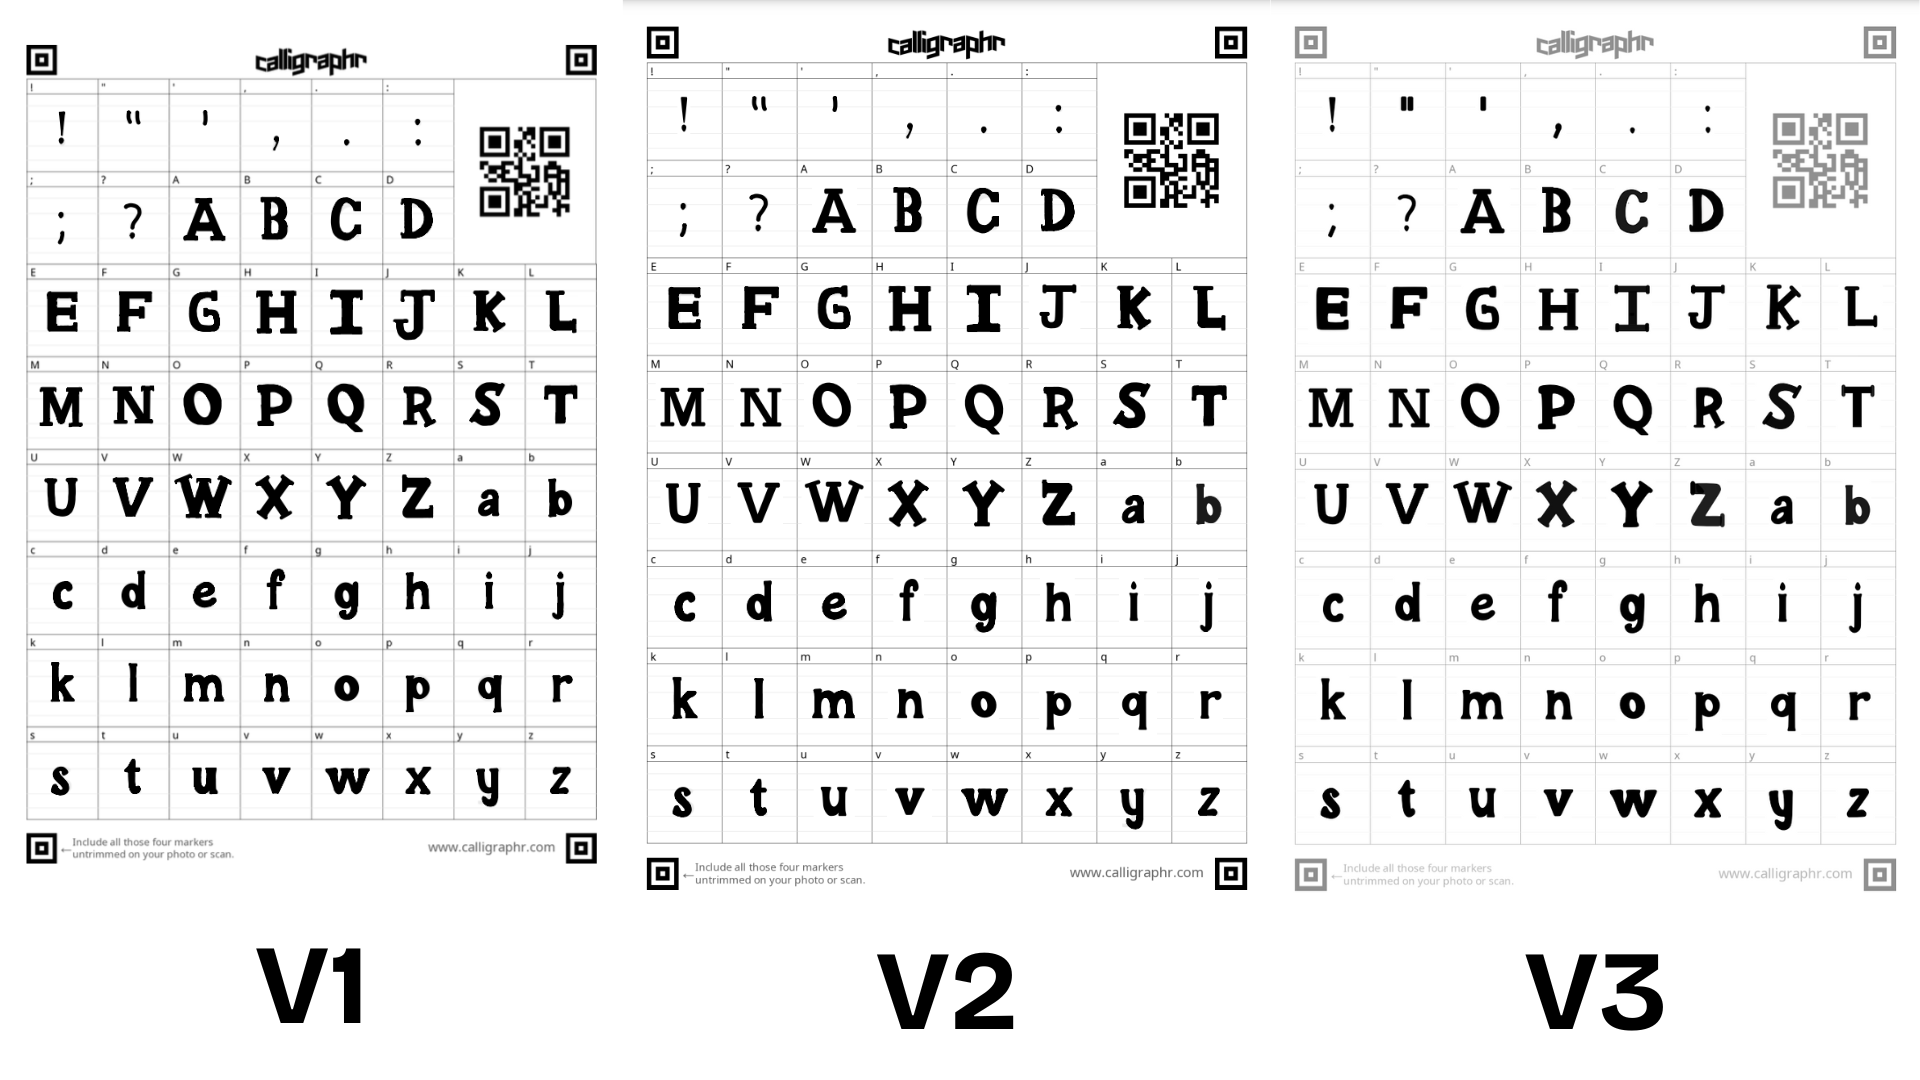 calligraphr
! " ' , . :
! " ' , . :
; ? A B C D
; ? A B C D
E F G H I J K L
E F G H I J K L
M N O P Q R S T
M N O P Q R S T
U V W X Y Z a b
U V W X Y Z a b
c d e f g h i j
c d e f g h i j
k l m n o p q r
k l m n o p q r
s t u v w x y z
s t u v w x y z
←Include all those four markers
untrimmed on your photo or scan.
www.calligraphr.com
V1
calligraphr
! " ' , . :
! " ' , . :
; ? A B C D
; ? A B C D
E F G H I J K L
E F G H I J K L
M N O P Q R S T
M N O P Q R S T
U V W X Y Z a b
U V W X Y Z a b
c d e f g h i j
c d e f g h i j
k l m n o p q r
k l m n o p q r
s t u v w x y z
s t u v w x y z
←Include all those four markers
untrimmed on your photo or scan.
www.calligraphr.com
V2
calligraphr
! " ' , . :
! " ' , . :
; ? A B C D
; ? A B C D
E F G H I J K L
E F G H I J K L
M N O P Q R S T
M N O P Q R S T
U V W X Y Z a b
U V W X Y Z a b
c d e f g h i j
c d e f g h i j
k l m n o p q r
k l m n o p q r
s t u v w x y z
s t u v w x y z
←Include all those four markers
untrimmed on your photo or scan.
www.calligraphr.com
V3